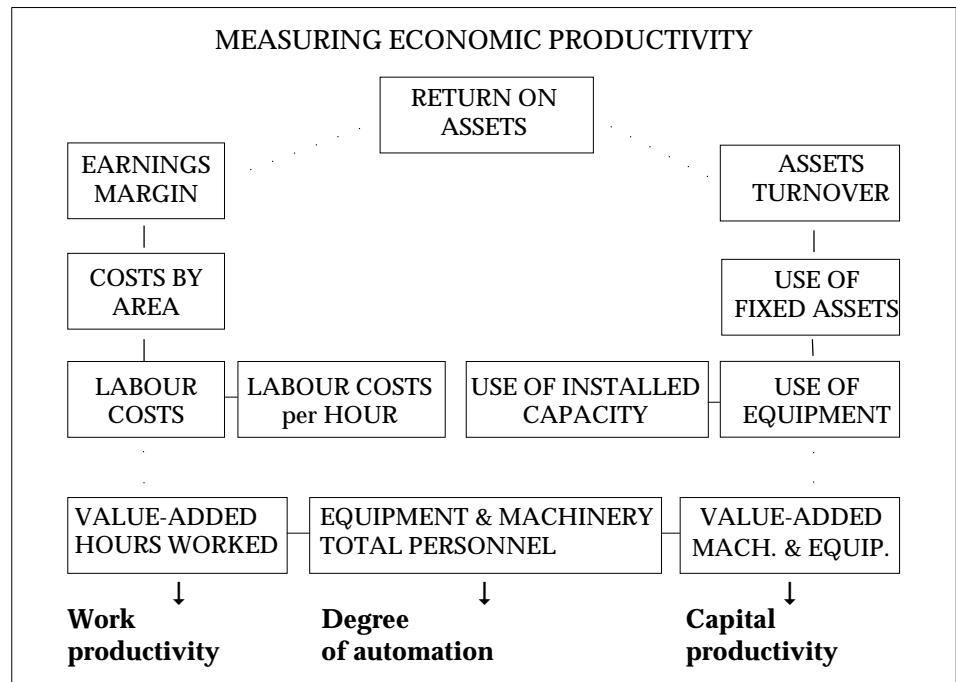 MEASURING ECONOMIC PRODUCTIVITY
RETURN ON
ASSETS
EARNINGS
MARGIN
ASSETS
TURNOVER
COSTS BY
AREA
USE OF
FIXED ASSETS
LABOUR
COSTS
LABOUR COSTS
per HOUR
USE OF INSTALLED
CAPACITY
USE OF
EQUIPMENT
VALUE-ADDED
HOURS WORKED
EQUIPMENT & MACHINERY
TOTAL PERSONNEL
VALUE-ADDED
MACH. & EQUIP.
Work
productivity
Degree
of automation
Capital
productivity